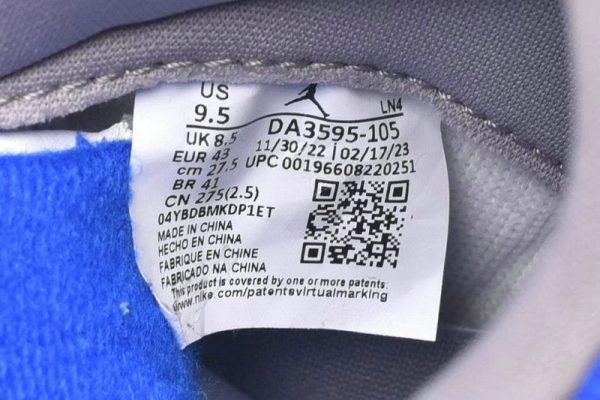 US
9.5
LN4
UK 8.5
DA3595-105
EUR 43
11/30/22 | 02/17/23
cm 27.5
UPC 00196608220251
BR 41
CN 275(2.5)
04YBDBMKDP1ET
MADE IN CHINA
HECHO EN CHINA
FABRIQUE EN CHINE
FABRICADO NA CHINA
This product is covered by one or more patents:
www.nike.com/patentsvirtualmarking